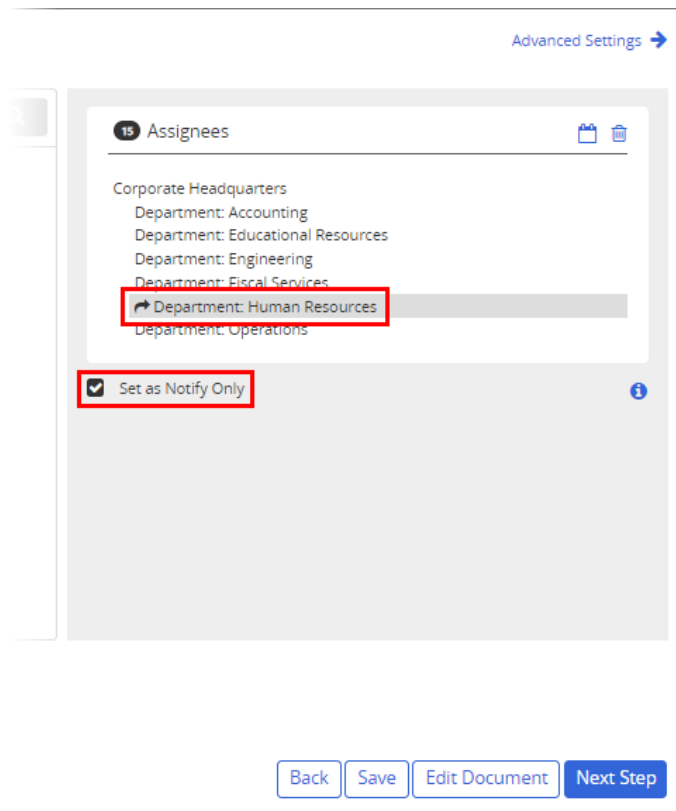 Advanced Settings
15 Assignees
Corporate Headquarters
Department: Accounting
Department: Educational Resources
Department: Engineering
Department: Fiscal Services
Department: Human Resources
Department: Operations
Set as Notify Only
Back Save Edit Document Next Step